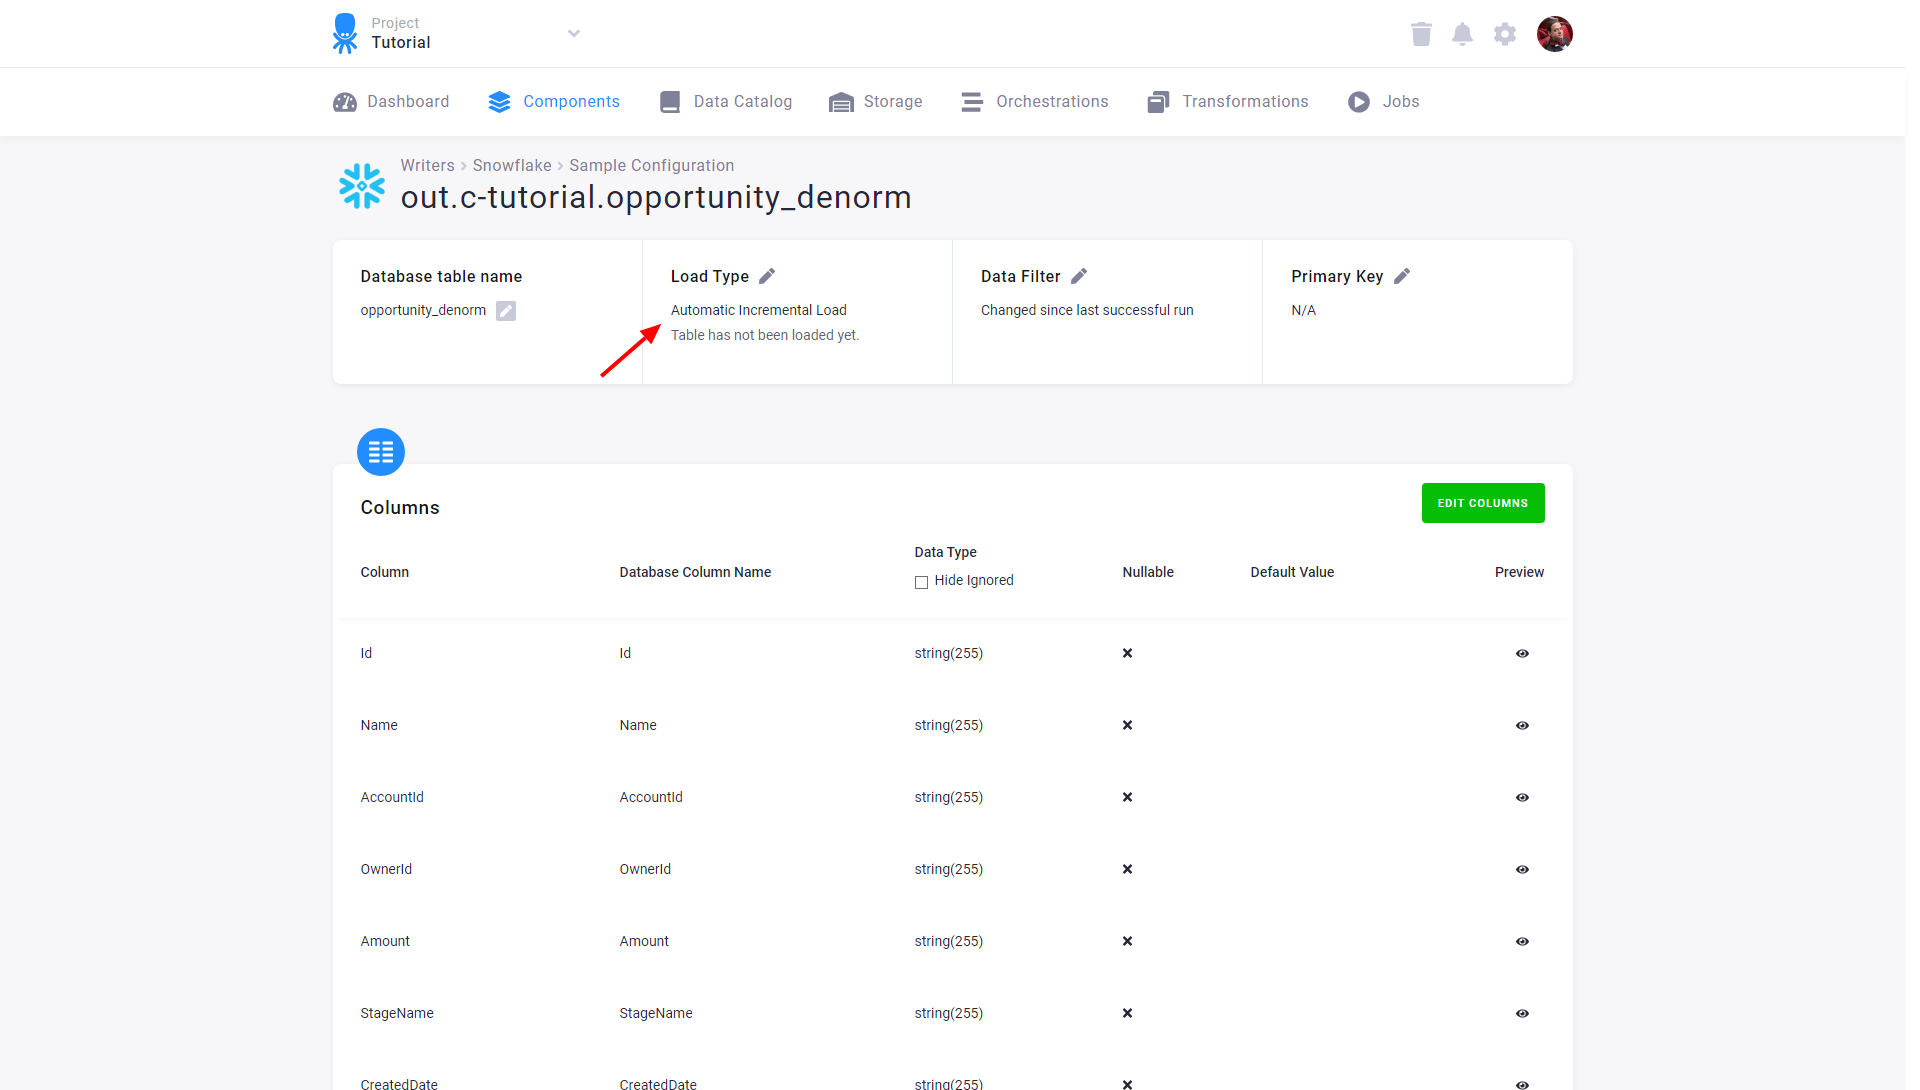 Project
Tutorial
Dashboard Components Data Catalog Storage Orchestrations Transformations Jobs
Writers > Snowflake > Sample Configuration
out.c-tutorial.opportunity_denorm
Database table name
opportunity_denorm
Load Type
Automatic Incremental Load
Table has not been loaded yet.
Data Filter
Changed since last successful run
Primary Key
N/A
Columns
EDIT COLUMNS
Column Database Column Name Data Type Nullable Default Value Preview
Hide Ignored
Id Id string(255)
Name Name string(255)
AccountId AccountId string(255)
OwnerId OwnerId string(255)
Amount Amount string(255)
StageName StageName string(255)
CreatedDate CreatedDate string(255)